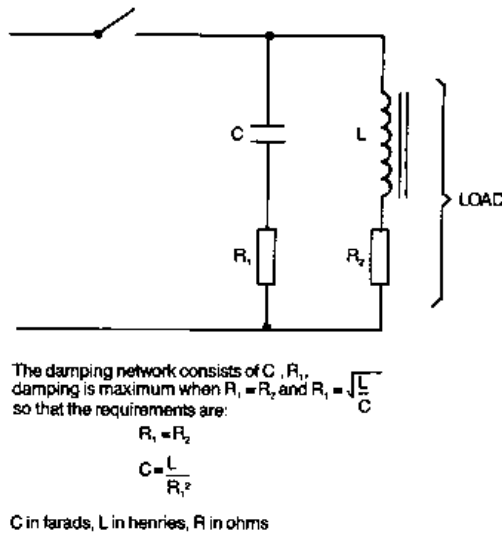 C
L
LOAD
R₁
R₂
The damping network consists of C , R₁,
damping is maximum when R₁ = R₂ and R₁ = √(L/C)
so that the requirements are:
R₁ = R₂
C = L/R₁²
C in farads, L in henries, R in ohms